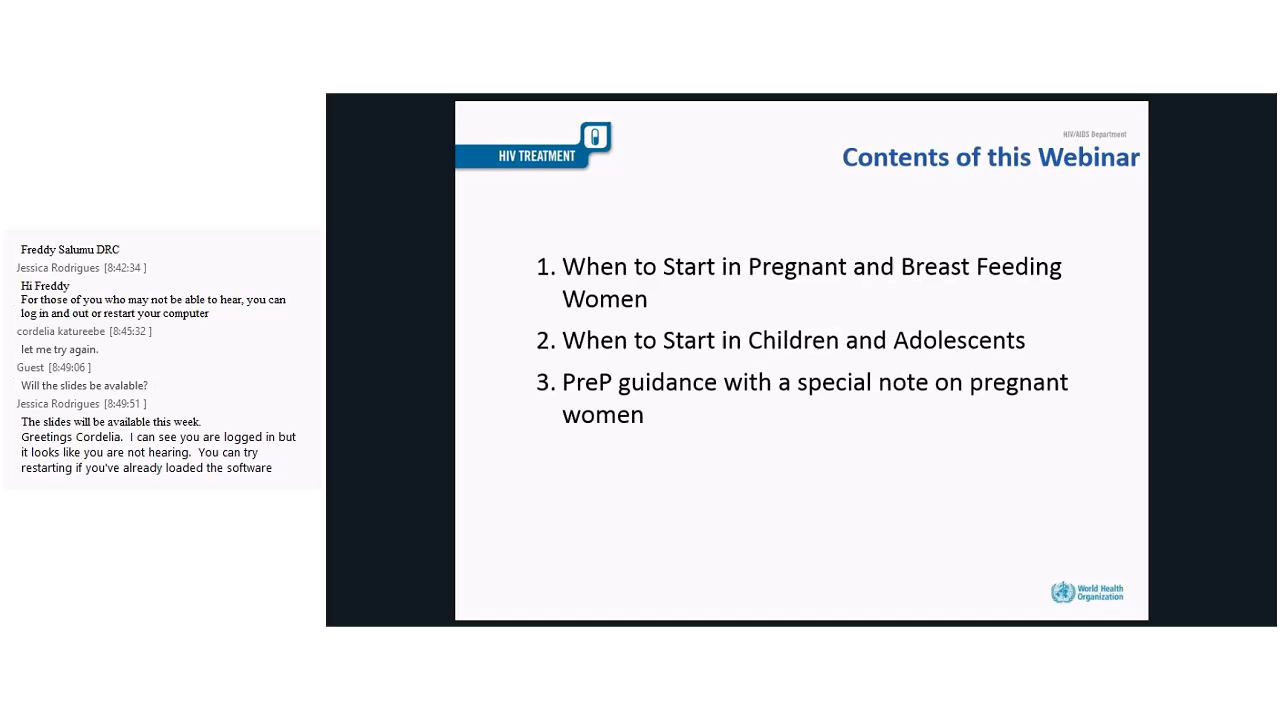 Freddy Salumu DRC
Jessica Rodrigues [8:42:34 ]
Hi Freddy
For those of you who may not be able to hear, you can
log in and out or restart your computer
cordelia katureebe [8:45:32 ]
let me try again.
Guest [8:49:06 ]
Will the slides be avalable?
Jessica Rodrigues [8:49:51 ]
The slides will be available this week.
Greetings Cordelia. I can see you are logged in but
it looks like you are not hearing. You can try
restarting if you've already loaded the software
HIV TREATMENT
HIV/AIDS Department
Contents of this Webinar
1. When to Start in Pregnant and Breast Feeding
Women
2. When to Start in Children and Adolescents
3. PreP guidance with a special note on pregnant
women
World Health
Organization